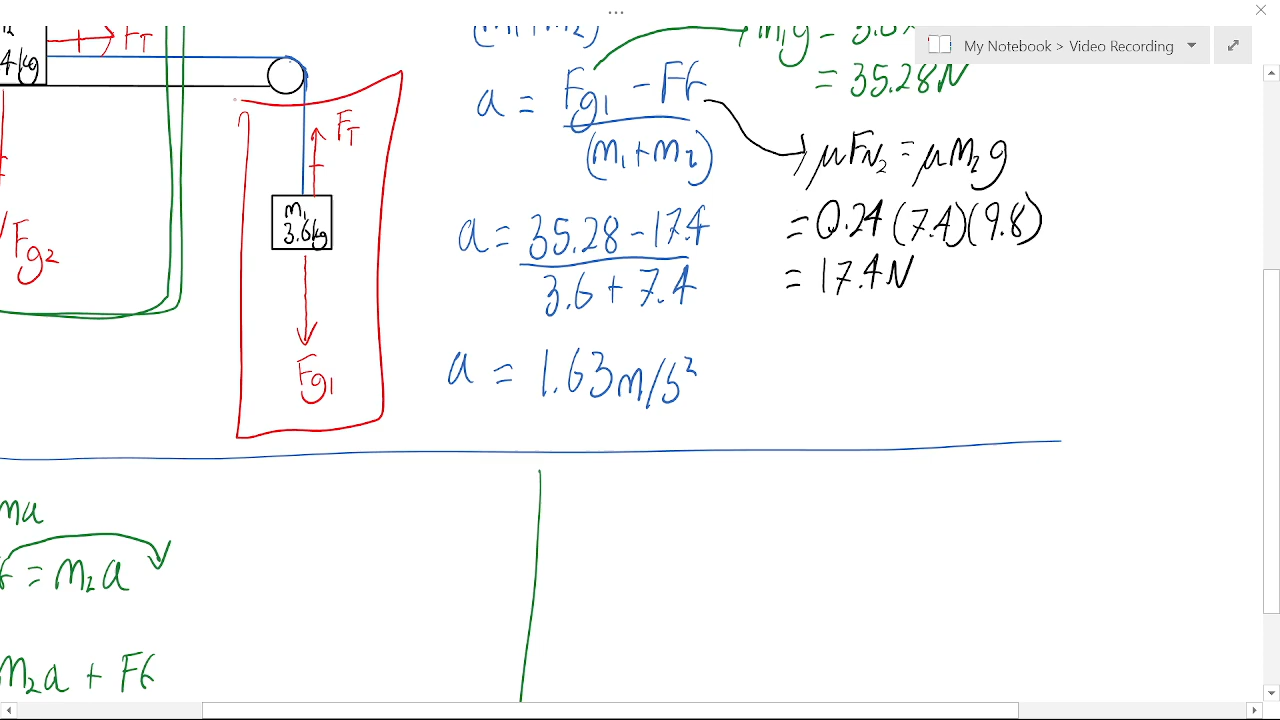 4kg
FT
FT
m1
3.6kg
Fg2
Fg1
(m1+m2)
m1g = 3.6
= 35.28N
a = Fg1 - Ff
(m1+m2)
μFN2 = μm2g
= 0.24(7.4)(9.8)
= 17.4N
a = 35.28 - 17.4
3.6 + 7.4
a = 1.63m/s²
ma
f = m2a
m2a + Ff
My Notebook > Video Recording